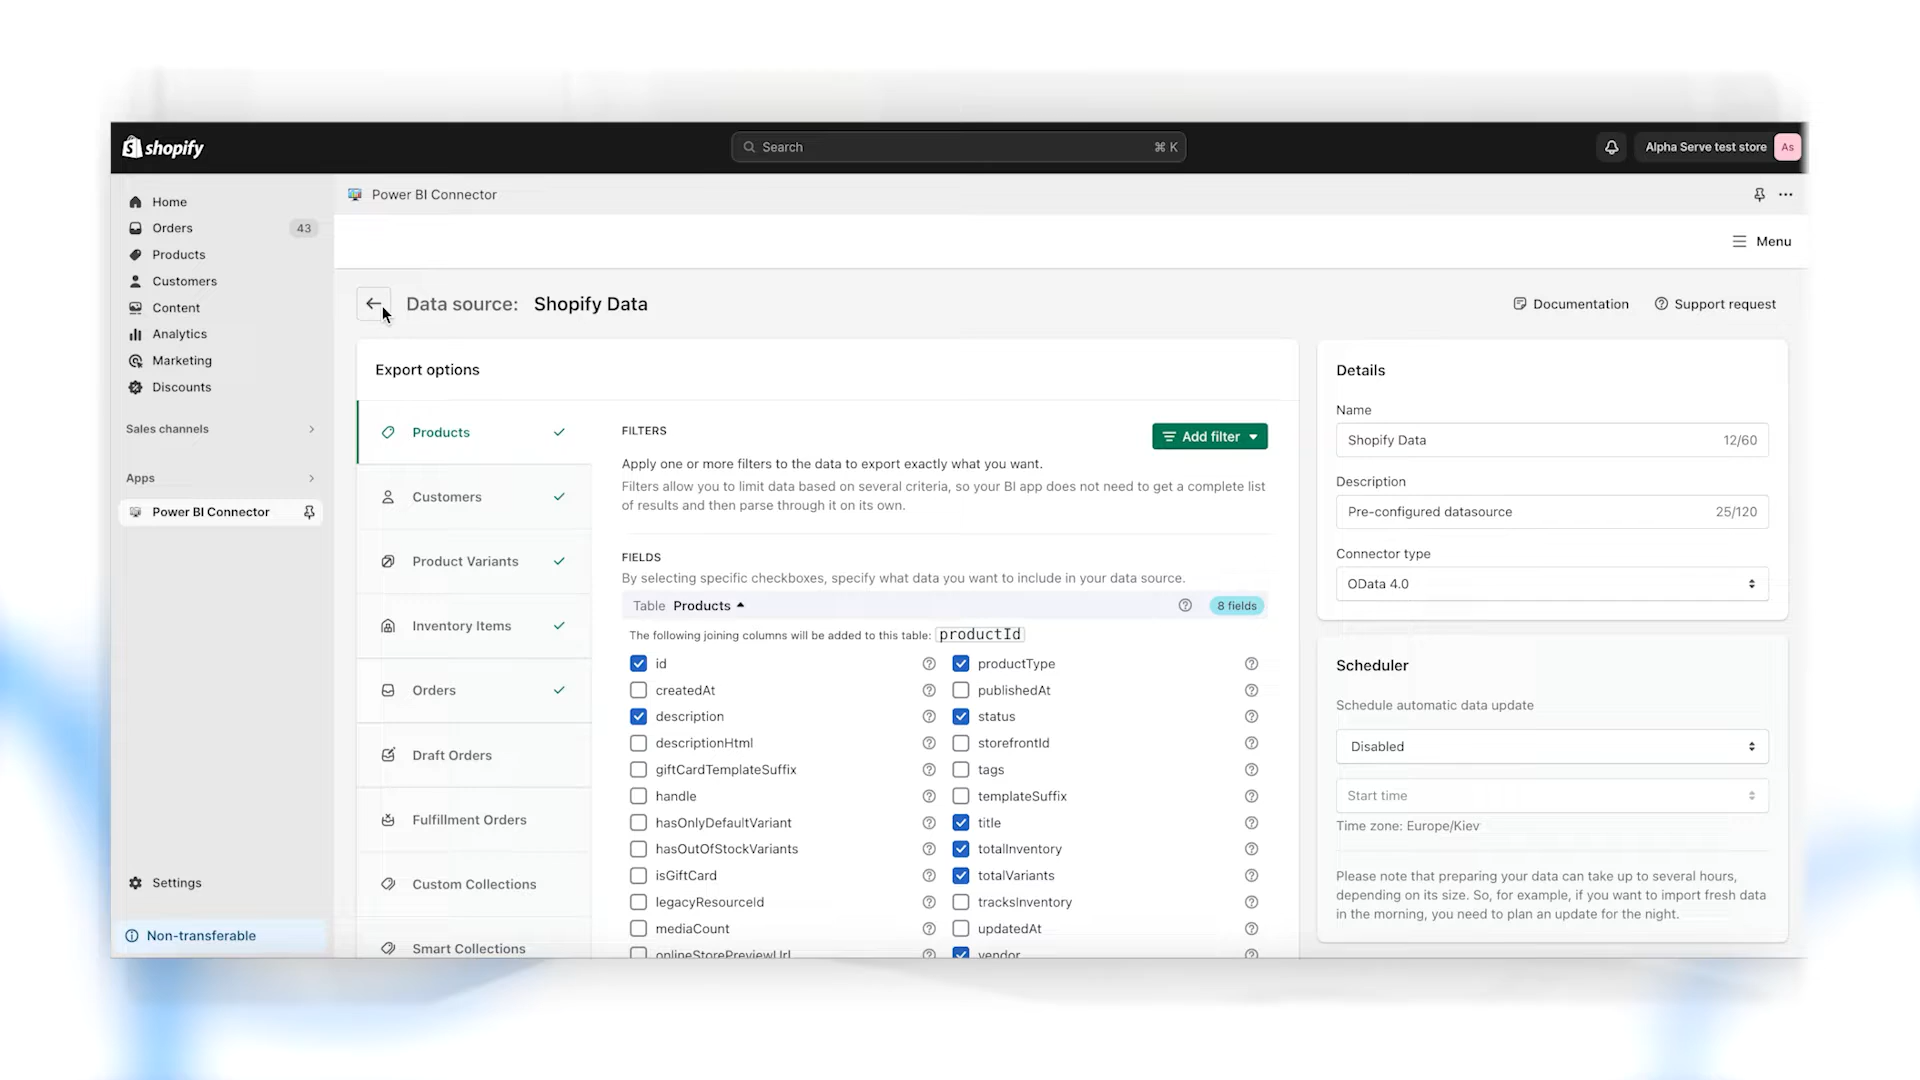 shopify
Search
⌘ K
Alpha Serve test store
As
Home
Orders
43
Products
Customers
Content
Analytics
Marketing
Discounts
Sales channels
Apps
Power BI Connector
Settings
Non-transferable
Power BI Connector
Menu
Data source: Shopify Data
Documentation
Support request
Export options
Products
Customers
Product Variants
Inventory Items
Orders
Draft Orders
Fulfillment Orders
Custom Collections
Smart Collections
FILTERS
Add filter
Apply one or more filters to the data to export exactly what you want.
Filters allow you to limit data based on several criteria, so your BI app does not need to get a complete list
of results and then parse through it on its own.
FIELDS
By selecting specific checkboxes, specify what data you want to include in your data source.
Table Products
8 fields
The following joining columns will be added to this table: productId
id
productType
createdAt
publishedAt
description
status
descriptionHtml
storefrontId
giftCardTemplateSuffix
tags
handle
templateSuffix
hasOnlyDefaultVariant
title
hasOutOfStockVariants
totalInventory
isGiftCard
totalVariants
legacyResourceId
tracksInventory
mediaCount
updatedAt
onlineStorePreviewUrl
vendor
Details
Name
Shopify Data
12/60
Description
Pre-configured datasource
25/120
Connector type
OData 4.0
Scheduler
Schedule automatic data update
Disabled
Start time
Time zone: Europe/Kiev
Please note that preparing your data can take up to several hours,
depending on its size. So, for example, if you want to import fresh data
in the morning, you need to plan an update for the night.